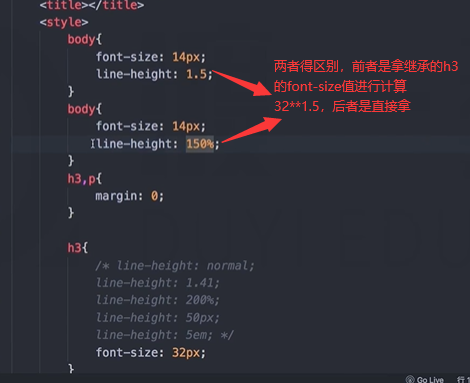 <title></title>
<style>
body{
font-size: 14px;
line-height: 1.5;
}
body{
font-size: 14px;
line-height: 150%;
}
h3,p{
margin: 0;
}
h3{
/* line-height: normal;
line-height: 1.41;
line-height: 200%;
line-height: 50px;
line-height: 5em; */
font-size: 32px;
}
两者得区别，前者是拿继承的h3
的font-size值进行计算
32**1.5，后者是直接拿
Go Live